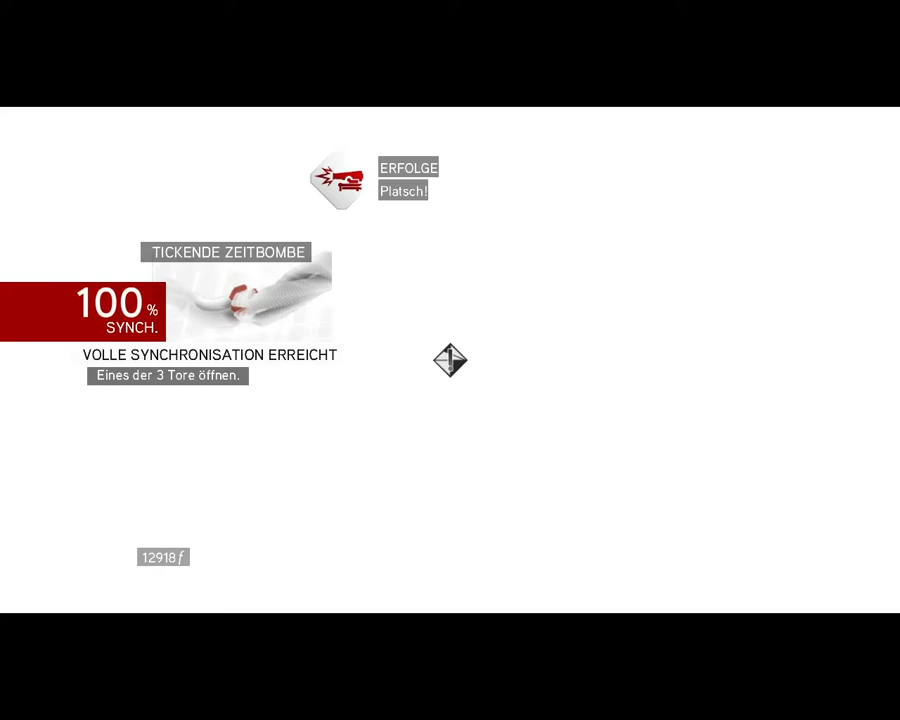 ERFOLGE
Platsch!
TICKENDE ZEITBOMBE
100 %
SYNCH.
VOLLE SYNCHRONISATION ERREICHT
Eines der 3 Tore öffnen.
12918 ƒ